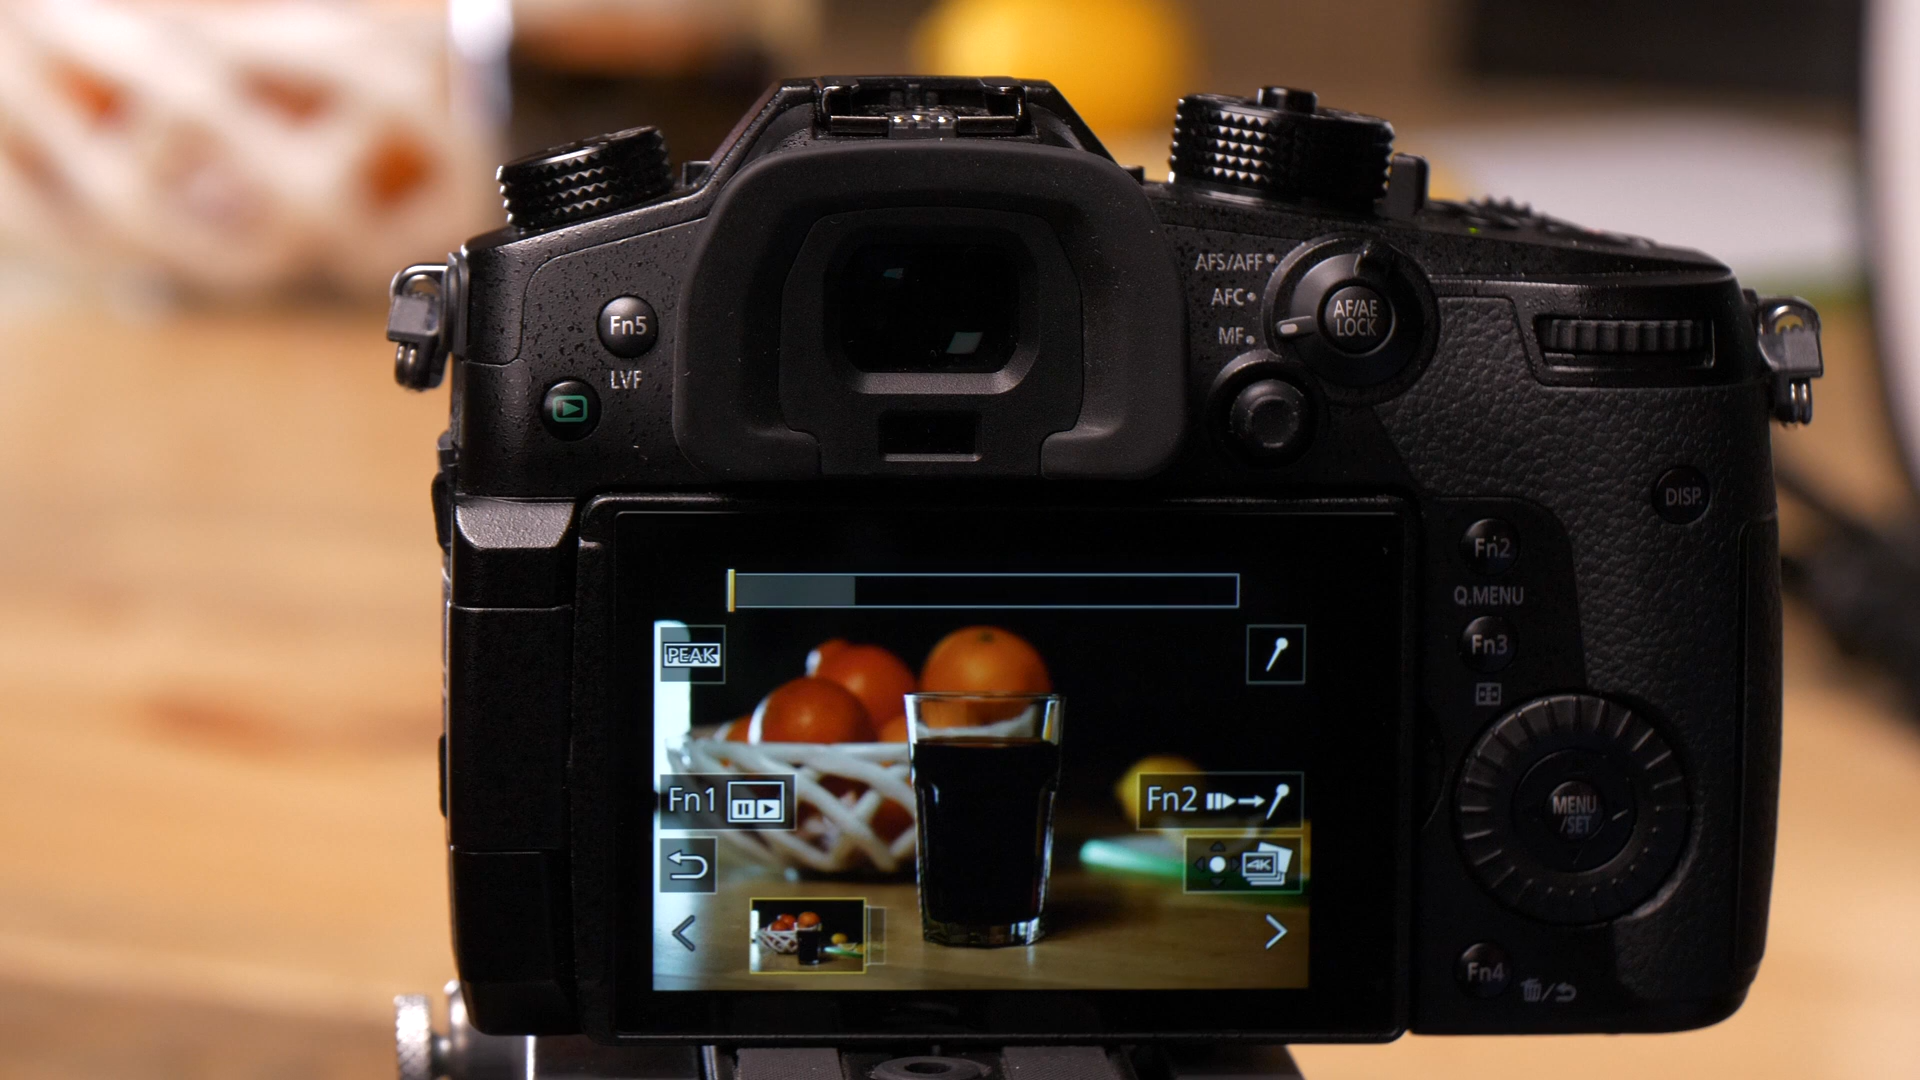 AFS/AFF
AFC
MF
AF/AE
LOCK
Fn5
LVF
DISP.
Fn2
Q.MENU
Fn3
PEAK
Fn1
Fn2
4K
MENU
/SET
Fn4